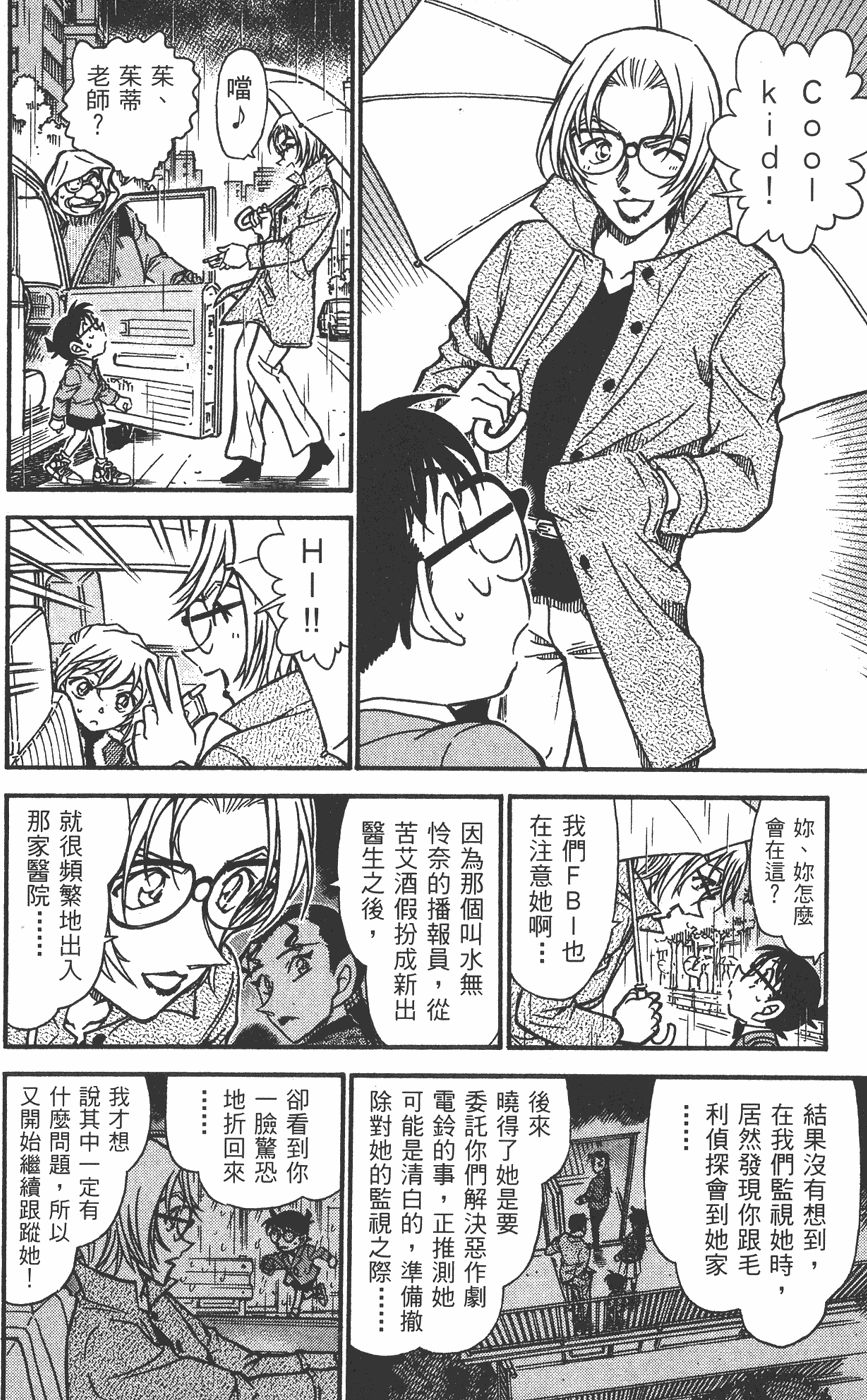 Cool
kid！
噹♪
茱、
茱蒂
老師？
HI!!
妳、妳怎麼
會在這？
我們FBI也
在注意她啊…
因為那個叫水無
怜奈的播報員，從
苦艾酒假扮成新出
醫生之後，
就很頻繁地出入
那家醫院……
結果沒有想到，
在我們監視她時，
居然發現你跟毛
利偵探會到她家
……
後來
曉得了她是要
委託你們解決惡作劇
電鈴的事，正推測她
可能是清白的，準備撤
除對她的監視之際……
卻看到你
一臉驚恐
地折回來
……
我才想
說其中一定有
什麼問題，所以
又開始繼續跟蹤她！